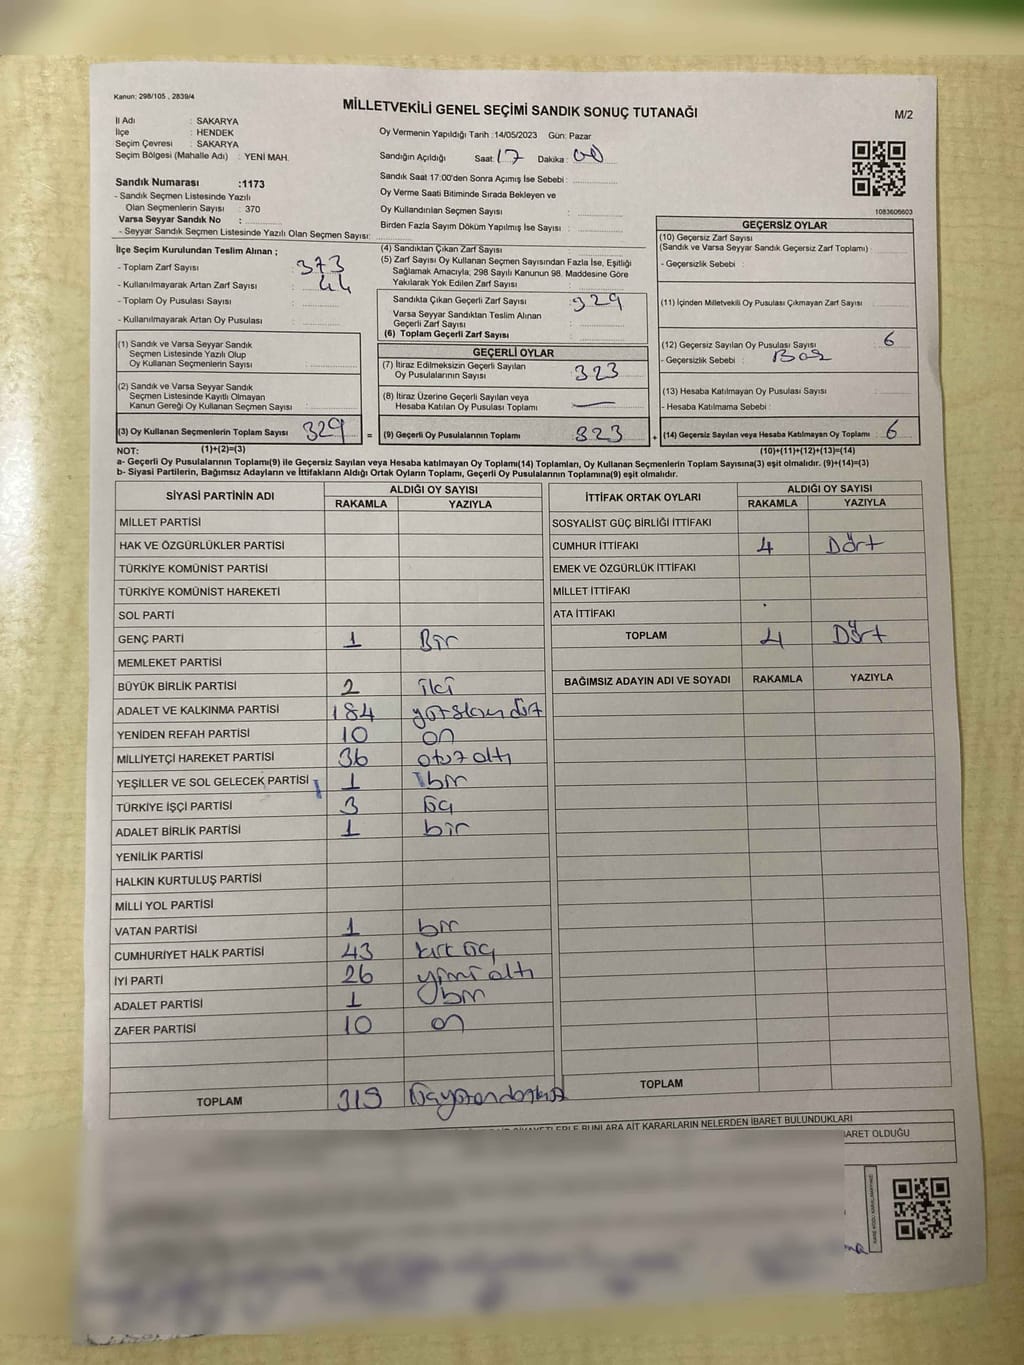 Kanun: 298/105 , 2839/4
MİLLETVEKİLİ GENEL SEÇİMİ SANDIK SONUÇ TUTANAĞI
M/2
İl Adı : SAKARYA
İlçe : HENDEK
Seçim Çevresi : SAKARYA
Seçim Bölgesi (Mahalle Adı) : YENİ MAH.
Oy Vermenin Yapıldığı Tarih :14/05/2023 Gün: Pazar
Sandığın Açıldığı Saat: 17 Dakika: 00
Sandık Saat 17:00'den Sonra Açılmış İse Sebebi :
Oy Verme Saati Bitiminde Sırada Bekleyen ve
Oy Kullandırılan Seçmen Sayısı :
Birden Fazla Sayım Döküm Yapılmış İse Sayısı :
Sandık Numarası :1173
- Sandık Seçmen Listesinde Yazılı
Olan Seçmenlerin Sayısı : 370
Varsa Seyyar Sandık No :
- Seyyar Sandık Seçmen Listesinde Yazılı Olan Seçmen Sayısı:
1083606603
İlçe Seçim Kurulundan Teslim Alınan ;
- Toplam Zarf Sayısı : 373
- Kullanılmayarak Artan Zarf Sayısı : 44
- Toplam Oy Pusulası Sayısı :
- Kullanılmayarak Artan Oy Pusulası :
(1) Sandık ve Varsa Seyyar Sandık
Seçmen Listesinde Yazılı Olup
Oy Kullanan Seçmenlerin Sayısı :
(2) Sandık ve Varsa Seyyar Sandık
Seçmen Listesinde Kayıtlı Olmayan
Kanun Gereği Oy Kullanan Seçmen Sayısı :
(3) Oy Kullanan Seçmenlerin Toplam Sayısı 329
(4) Sandıktan Çıkan Zarf Sayısı :
(5) Zarf Sayısı Oy Kullanan Seçmen Sayısından Fazla İse, Eşitliği
Sağlamak Amacıyla; 298 Sayılı Kanunun 98. Maddesine Göre
Yakılarak Yok Edilen Zarf Sayısı :
Sandıkta Çıkan Geçerli Zarf Sayısı : 329
Varsa Seyyar Sandıktan Teslim Alınan
Geçerli Zarf Sayısı :
(6) Toplam Geçerli Zarf Sayısı :
GEÇERLİ OYLAR
(7) İtiraz Edilmeksizin Geçerli Sayılan
Oy Pusulalarının Sayısı : 323
(8) İtiraz Üzerine Geçerli Sayılan veya
Hesaba Katılan Oy Pusulası Toplamı : —
= (9) Geçerli Oy Pusulalarının Toplamı : 323
GEÇERSİZ OYLAR
(10) Geçersiz Zarf Sayısı
(Sandık ve Varsa Seyyar Sandık Geçersiz Zarf Toplamı) :
- Geçersizlik Sebebi :
(11) İçinden Milletvekili Oy Pusulası Çıkmayan Zarf Sayısı :
(12) Geçersiz Sayılan Oy Pusulası Sayısı : 6
- Geçersizlik Sebebi :
(13) Hesaba Katılmayan Oy Pusulası Sayısı :
- Hesaba Katılmama Sebebi :
+ (14) Geçersiz Sayılan veya Hesaba Katılmayan Oy Toplamı : 6
NOT: (1)+(2)=(3) (10)+(11)+(12)+(13)=(14)
a- Geçerli Oy Pusulalarının Toplamı(9) ile Geçersiz Sayılan veya Hesaba katılmayan Oy Toplamı(14) Toplamları, Oy Kullanan Seçmenlerin Toplam Sayısına(3) eşit olmalıdır. (9)+(14)=(3)
b- Siyasi Partilerin, Bağımsız Adayların ve İttifakların Aldığı Ortak Oyların Toplamı, Geçerli Oy Pusulalarının Toplamına(9) eşit olmalıdır.
SİYASİ PARTİNİN ADI ALDIĞI OY SAYISI
RAKAMLA YAZIYLA
MİLLET PARTİSİ
HAK VE ÖZGÜRLÜKLER PARTİSİ
TÜRKİYE KOMÜNİST PARTİSİ
TÜRKİYE KOMÜNİST HAREKETİ
SOL PARTİ
GENÇ PARTİ 1 Bir
MEMLEKET PARTİSİ
BÜYÜK BİRLİK PARTİSİ 2 iki
ADALET VE KALKINMA PARTİSİ 184
YENİDEN REFAH PARTİSİ 10 on
MİLLİYETÇİ HAREKET PARTİSİ 36 otuz altı
YEŞİLLER VE SOL GELECEK PARTİSİ 1 bir
TÜRKİYE İŞÇİ PARTİSİ 3 üç
ADALET BİRLİK PARTİSİ 1 bir
YENİLİK PARTİSİ
HALKIN KURTULUŞ PARTİSİ
MİLLİ YOL PARTİSİ
VATAN PARTİSİ 1 bir
CUMHURİYET HALK PARTİSİ 43 kırk üç
İYİ PARTİ 26 yirmi altı
ADALET PARTİSİ 1 bir
ZAFER PARTİSİ 10 on
TOPLAM 319
İTTİFAK ORTAK OYLARI ALDIĞI OY SAYISI
RAKAMLA YAZIYLA
SOSYALİST GÜÇ BİRLİĞİ İTTİFAKI
CUMHUR İTTİFAKI 4 Dört
EMEK VE ÖZGÜRLÜK İTTİFAKI
MİLLET İTTİFAKI
ATA İTTİFAKI
TOPLAM 4 Dört
BAĞIMSIZ ADAYIN ADI VE SOYADI RAKAMLA YAZIYLA
TOPLAM
BUNLARA AİT KARARLARIN NELERDEN İBARET BULUNDUKLARI
İBARET OLDUĞU